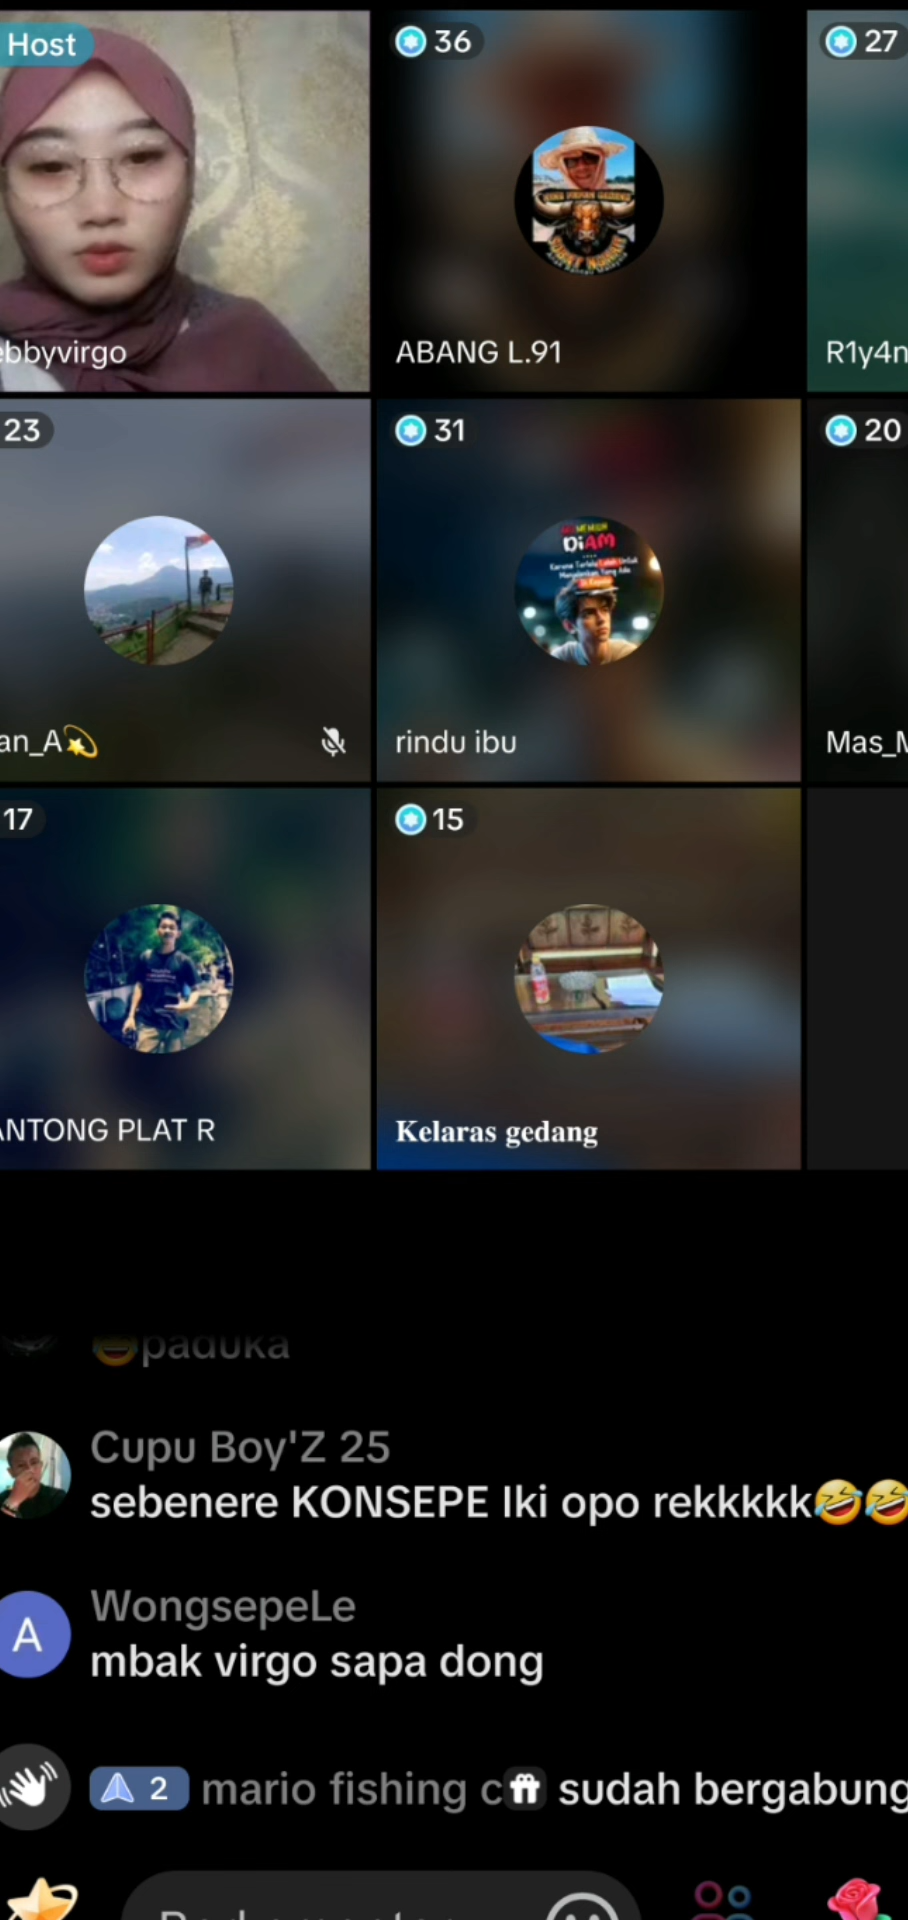 Host
36
27
ebbyvirgo
ABANG L.91
R1y4n
23
31
20
DiAM
an_A💫
rindu ibu
Mas_M
17
15
ANTONG PLAT R
Kelaras gedang
😂paduka
Cupu Boy'Z 25
sebenere KONSEPE Iki opo rekkkkk🤣🤣
A
WongsepeLe
mbak virgo sapa dong
2 mario fishing c sudah bergabung